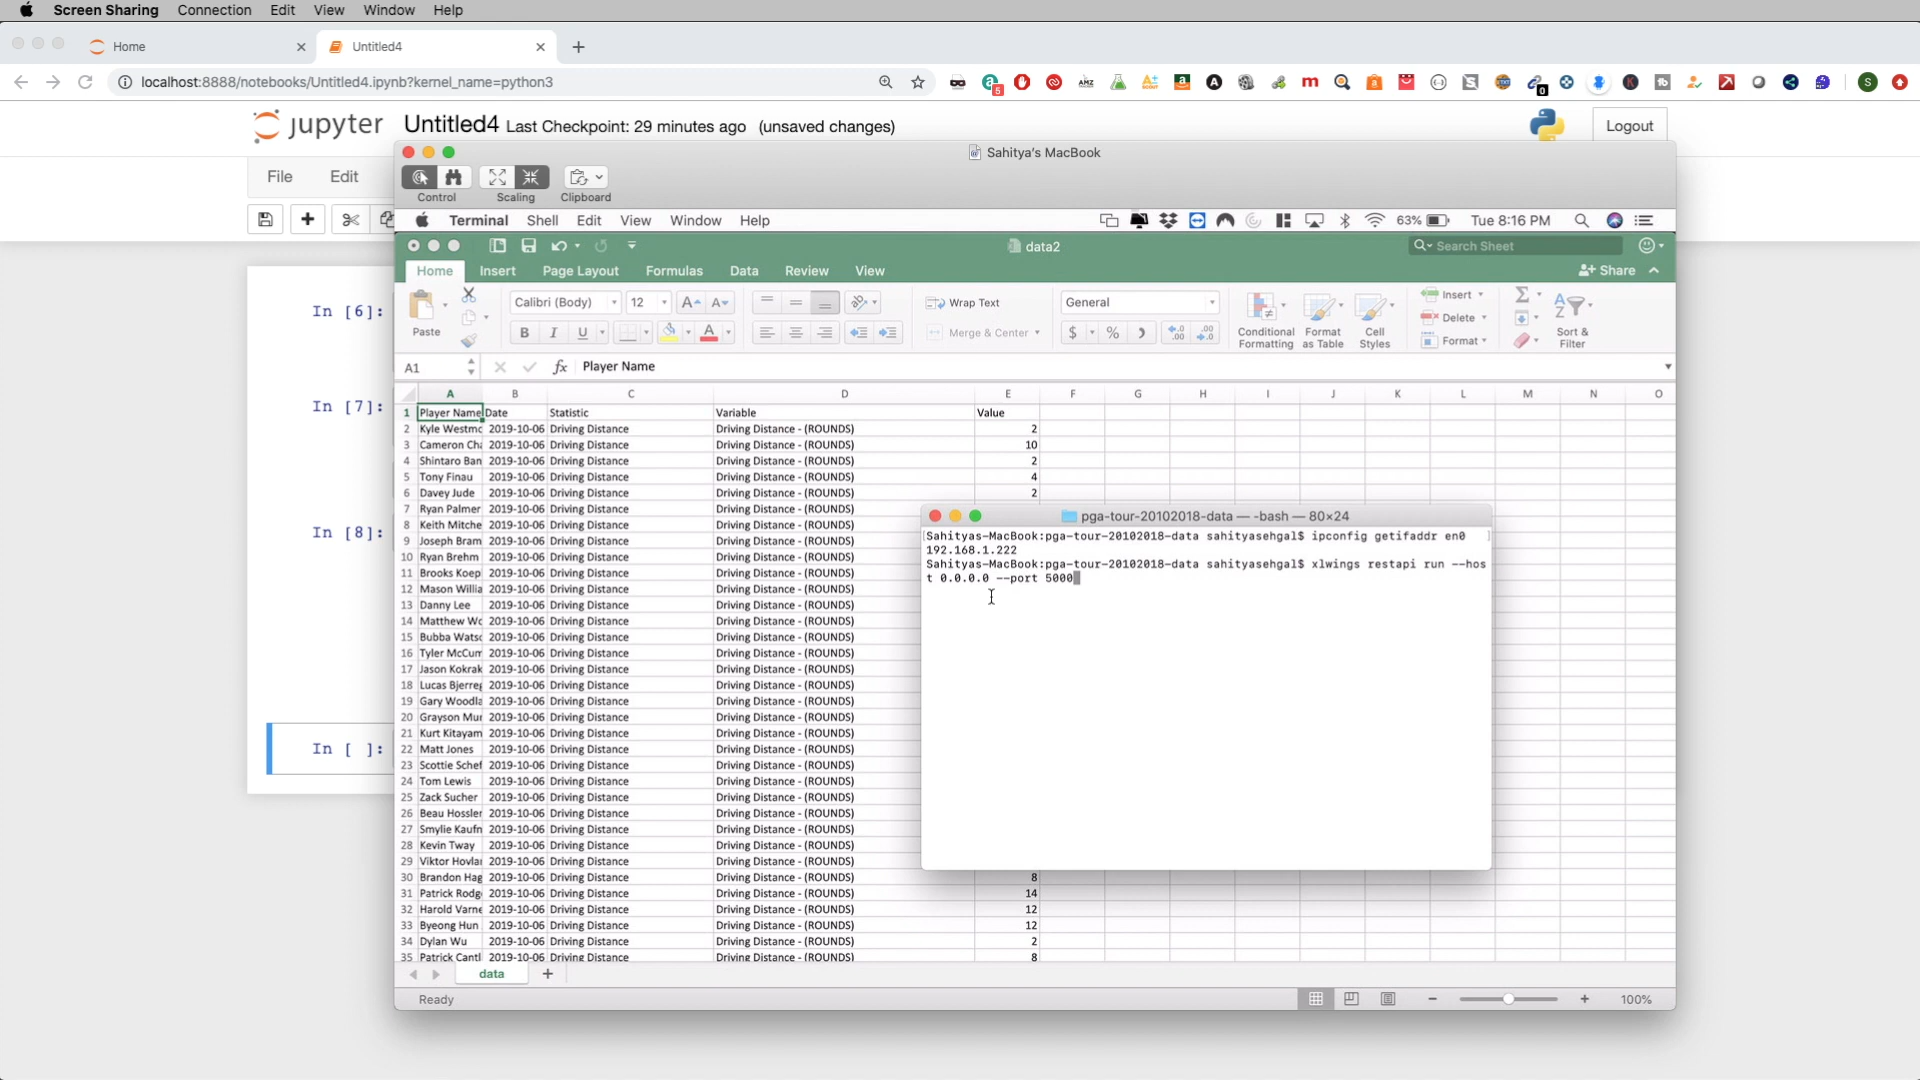 Screen Sharing Connection Edit View Window Help
Home
Untitled4
localhost:8888/notebooks/Untitled4.ipynb?kernel_name=python3
jupyter Untitled4 Last Checkpoint: 29 minutes ago (unsaved changes)
Logout
File Edit
Sahitya's MacBook
Control Scaling Clipboard
Terminal Shell Edit View Window Help
63% Tue 8:16 PM
data2
Search Sheet
Home Insert Page Layout Formulas Data Review View
Share
Paste
Calibri (Body) 12
Wrap Text
Merge & Center
General
Conditional Formatting
Format as Table
Cell Styles
Insert
Delete
Format
Sort & Filter
A1 fx Player Name
A B C D E F G H I J K L M N O
1 Player Name Date Statistic Variable Value
2 Kyle Westmo 2019-10-06 Driving Distance Driving Distance - (ROUNDS) 2
3 Cameron Cha 2019-10-06 Driving Distance Driving Distance - (ROUNDS) 10
4 Shintaro Ban 2019-10-06 Driving Distance Driving Distance - (ROUNDS) 2
5 Tony Finau 2019-10-06 Driving Distance Driving Distance - (ROUNDS) 4
6 Davey Jude 2019-10-06 Driving Distance Driving Distance - (ROUNDS) 2
7 Ryan Palmer 2019-10-06 Driving Distance Driving Distance - (ROUNDS)
8 Keith Mitche 2019-10-06 Driving Distance Driving Distance - (ROUNDS)
9 Joseph Bram 2019-10-06 Driving Distance Driving Distance - (ROUNDS)
10 Ryan Brehm 2019-10-06 Driving Distance Driving Distance - (ROUNDS)
11 Brooks Koep 2019-10-06 Driving Distance Driving Distance - (ROUNDS)
12 Mason Willia 2019-10-06 Driving Distance Driving Distance - (ROUNDS)
13 Danny Lee 2019-10-06 Driving Distance Driving Distance - (ROUNDS)
14 Matthew Wo 2019-10-06 Driving Distance Driving Distance - (ROUNDS)
15 Bubba Watso 2019-10-06 Driving Distance Driving Distance - (ROUNDS)
16 Tyler McCum 2019-10-06 Driving Distance Driving Distance - (ROUNDS)
17 Jason Kokrak 2019-10-06 Driving Distance Driving Distance - (ROUNDS)
18 Lucas Bjerreg 2019-10-06 Driving Distance Driving Distance - (ROUNDS)
19 Gary Woodla 2019-10-06 Driving Distance Driving Distance - (ROUNDS)
20 Grayson Mur 2019-10-06 Driving Distance Driving Distance - (ROUNDS)
21 Kurt Kitayam 2019-10-06 Driving Distance Driving Distance - (ROUNDS)
22 Matt Jones 2019-10-06 Driving Distance Driving Distance - (ROUNDS)
23 Scottie Schef 2019-10-06 Driving Distance Driving Distance - (ROUNDS)
24 Tom Lewis 2019-10-06 Driving Distance Driving Distance - (ROUNDS)
25 Zack Sucher 2019-10-06 Driving Distance Driving Distance - (ROUNDS)
26 Beau Hossler 2019-10-06 Driving Distance Driving Distance - (ROUNDS)
27 Smylie Kaufn 2019-10-06 Driving Distance Driving Distance - (ROUNDS)
28 Kevin Tway 2019-10-06 Driving Distance Driving Distance - (ROUNDS)
29 Viktor Hovlan 2019-10-06 Driving Distance Driving Distance - (ROUNDS)
30 Brandon Hag 2019-10-06 Driving Distance Driving Distance - (ROUNDS) 8
31 Patrick Rodg 2019-10-06 Driving Distance Driving Distance - (ROUNDS) 14
32 Harold Varne 2019-10-06 Driving Distance Driving Distance - (ROUNDS) 12
33 Byeong Hun 2019-10-06 Driving Distance Driving Distance - (ROUNDS) 12
34 Dylan Wu 2019-10-06 Driving Distance Driving Distance - (ROUNDS) 2
35 Patrick Cantl 2019-10-06 Driving Distance Driving Distance - (ROUNDS) 8
pga-tour-20102018-data — -bash — 80×24
[Sahityas-MacBook:pga-tour-20102018-data sahityasehgal$ ipconfig getifaddr en0 ]
192.168.1.222
Sahityas-MacBook:pga-tour-20102018-data sahityasehgal$ xlwings restapi run --hos
t 0.0.0.0 --port 5000
In [6]:
In [7]:
In [8]:
In [ ]:
data
Ready
100%